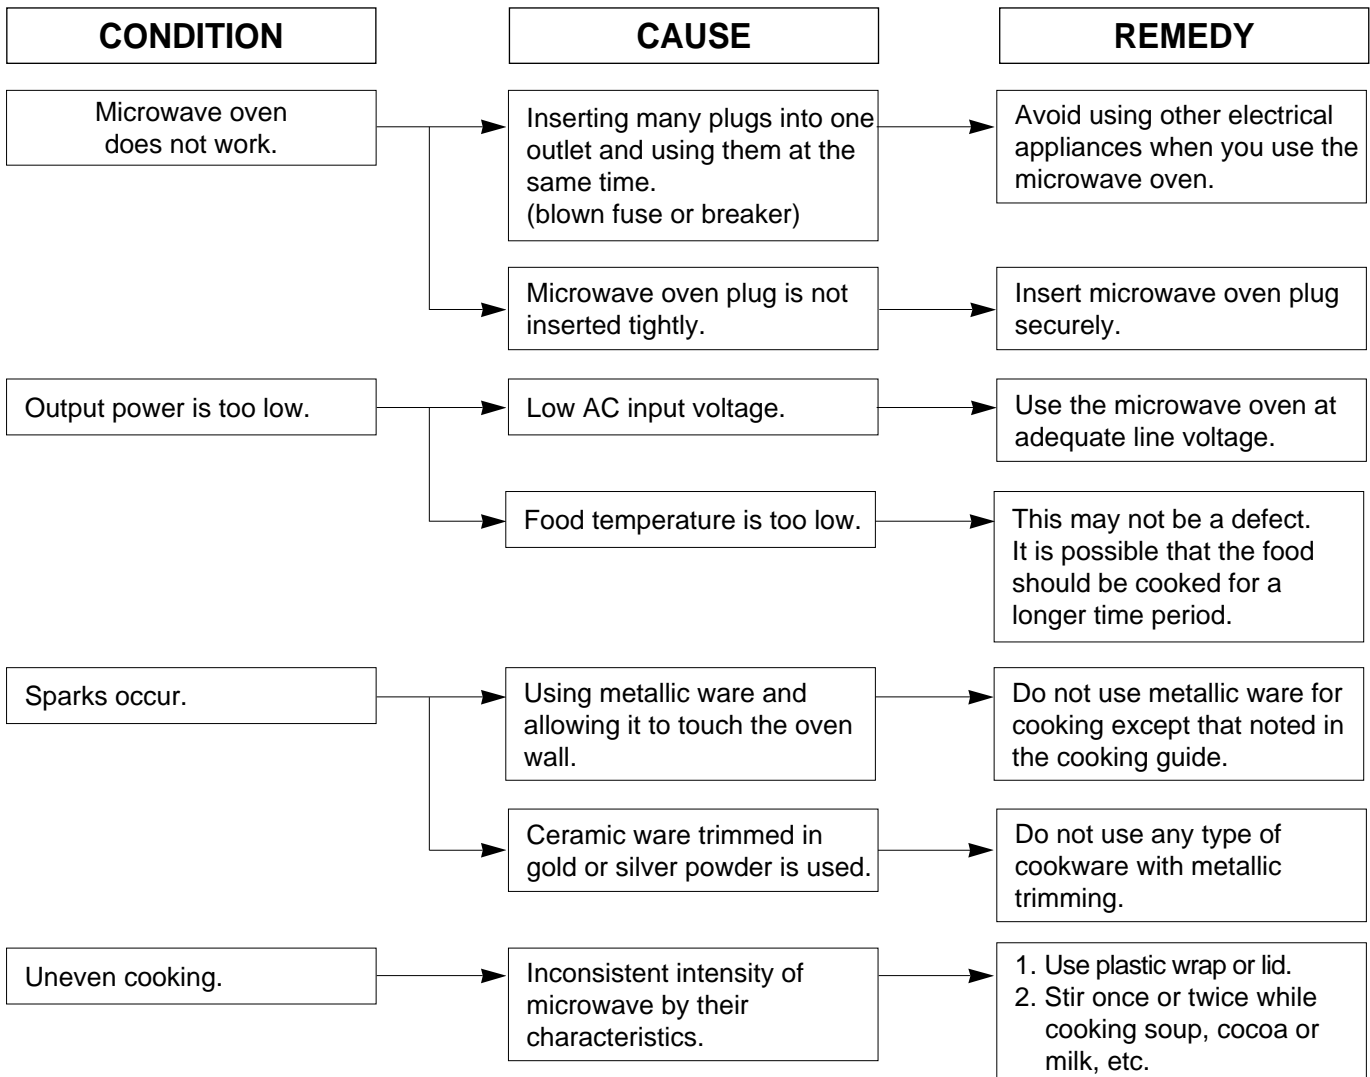 CONDITION
CAUSE
REMEDY
Microwave oven
does not work.
Inserting many plugs into one
outlet and using them at the
same time.
(blown fuse or breaker)
Avoid using other electrical
appliances when you use the
microwave oven.
Microwave oven plug is not
inserted tightly.
Insert microwave oven plug
securely.
Output power is too low.
Low AC input voltage.
Use the microwave oven at
adequate line voltage.
Food temperature is too low.
This may not be a defect.
It is possible that the food
should be cooked for a
longer time period.
Sparks occur.
Using metallic ware and
allowing it to touch the oven
wall.
Do not use metallic ware for
cooking except that noted in
the cooking guide.
Ceramic ware trimmed in
gold or silver powder is used.
Do not use any type of
cookware with metallic
trimming.
Uneven cooking.
Inconsistent intensity of
microwave by their
characteristics.
1. Use plastic wrap or lid.
2. Stir once or twice while
cooking soup, cocoa or
milk, etc.